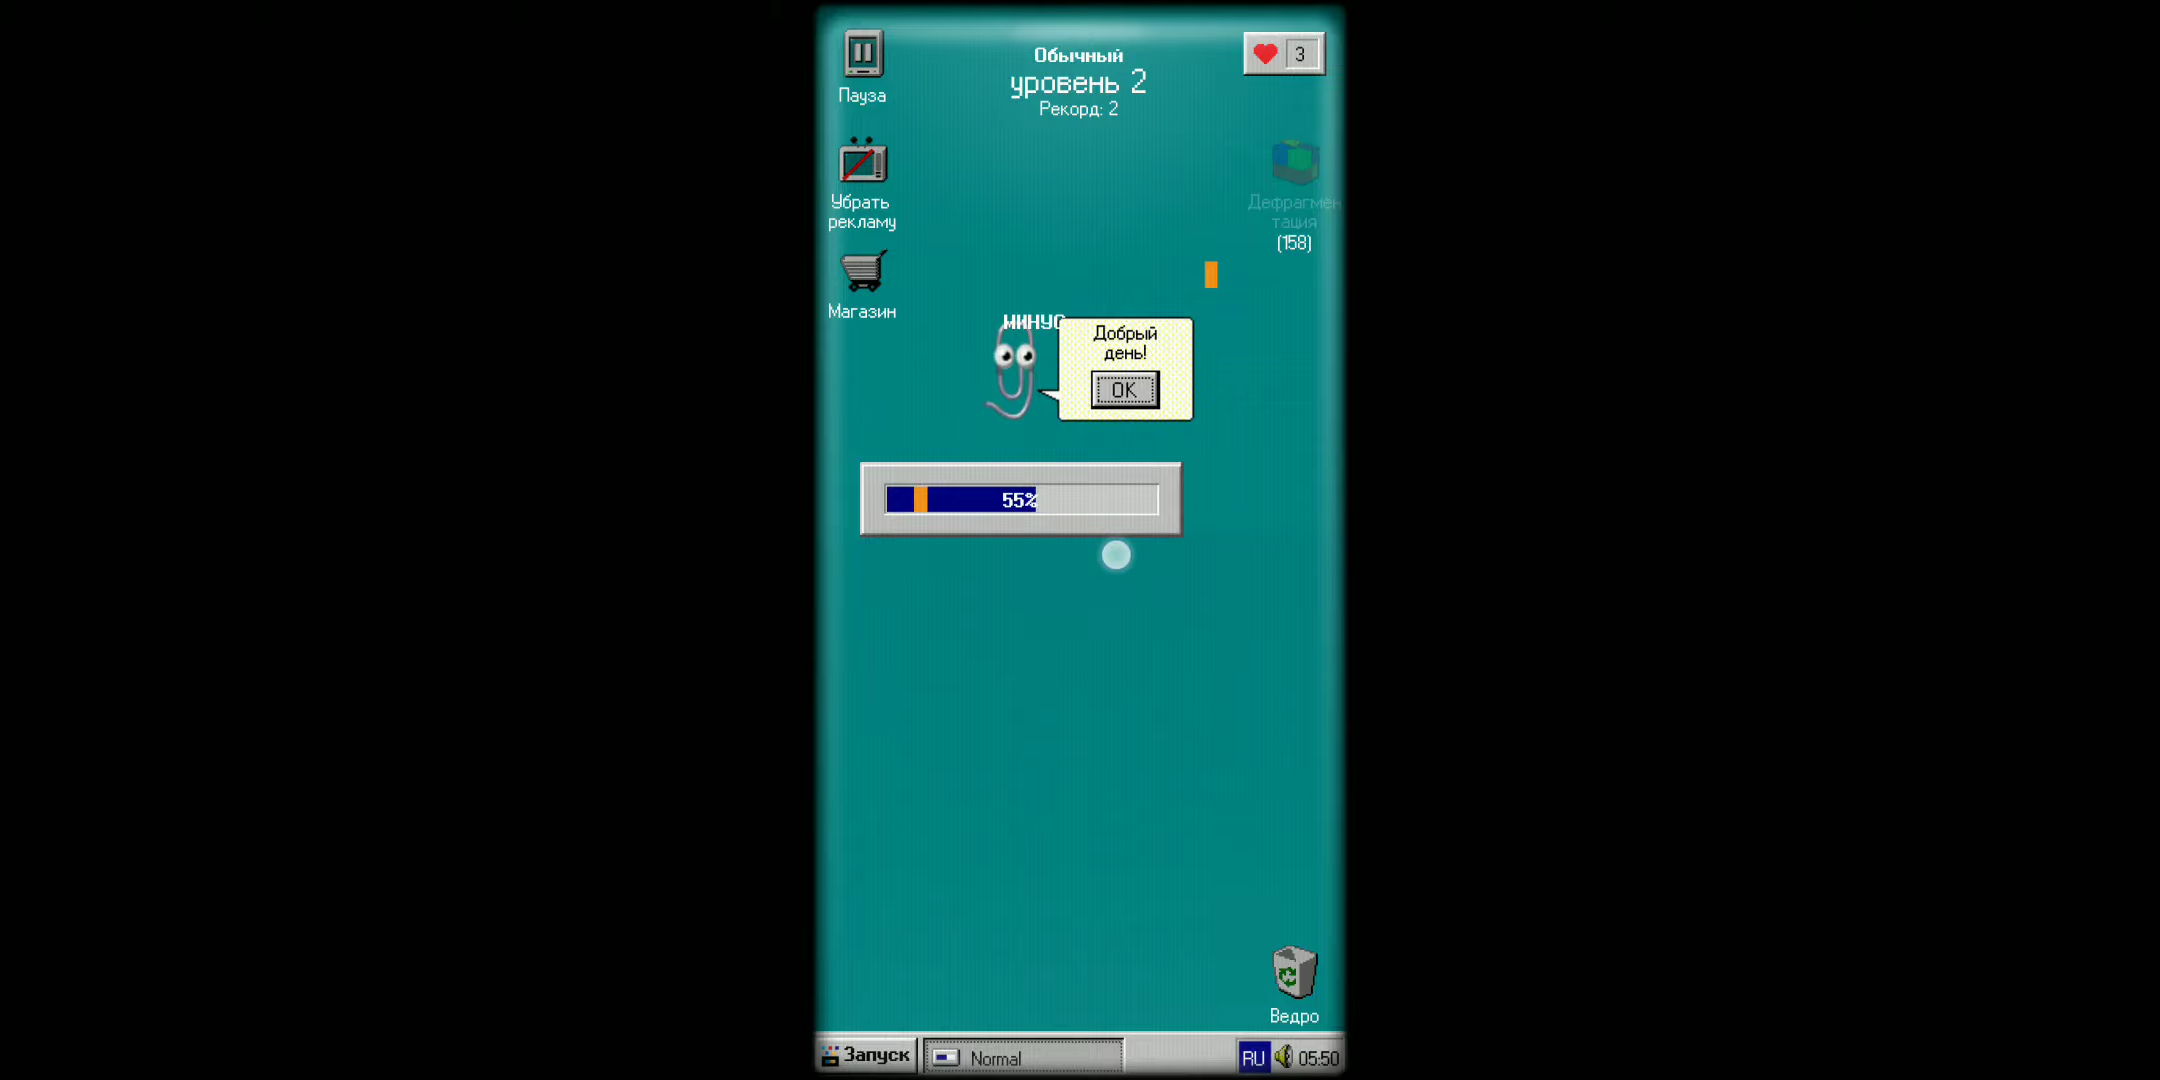 Обычный
уровень 2
Рекорд: 2
3
Пауза
Убрать
рекламу
Магазин
Дефрагмен
тация
(158)
МИНУС
Добрый
день!
OK
55%
Ведро
Запуск
Normal
RU
05:50